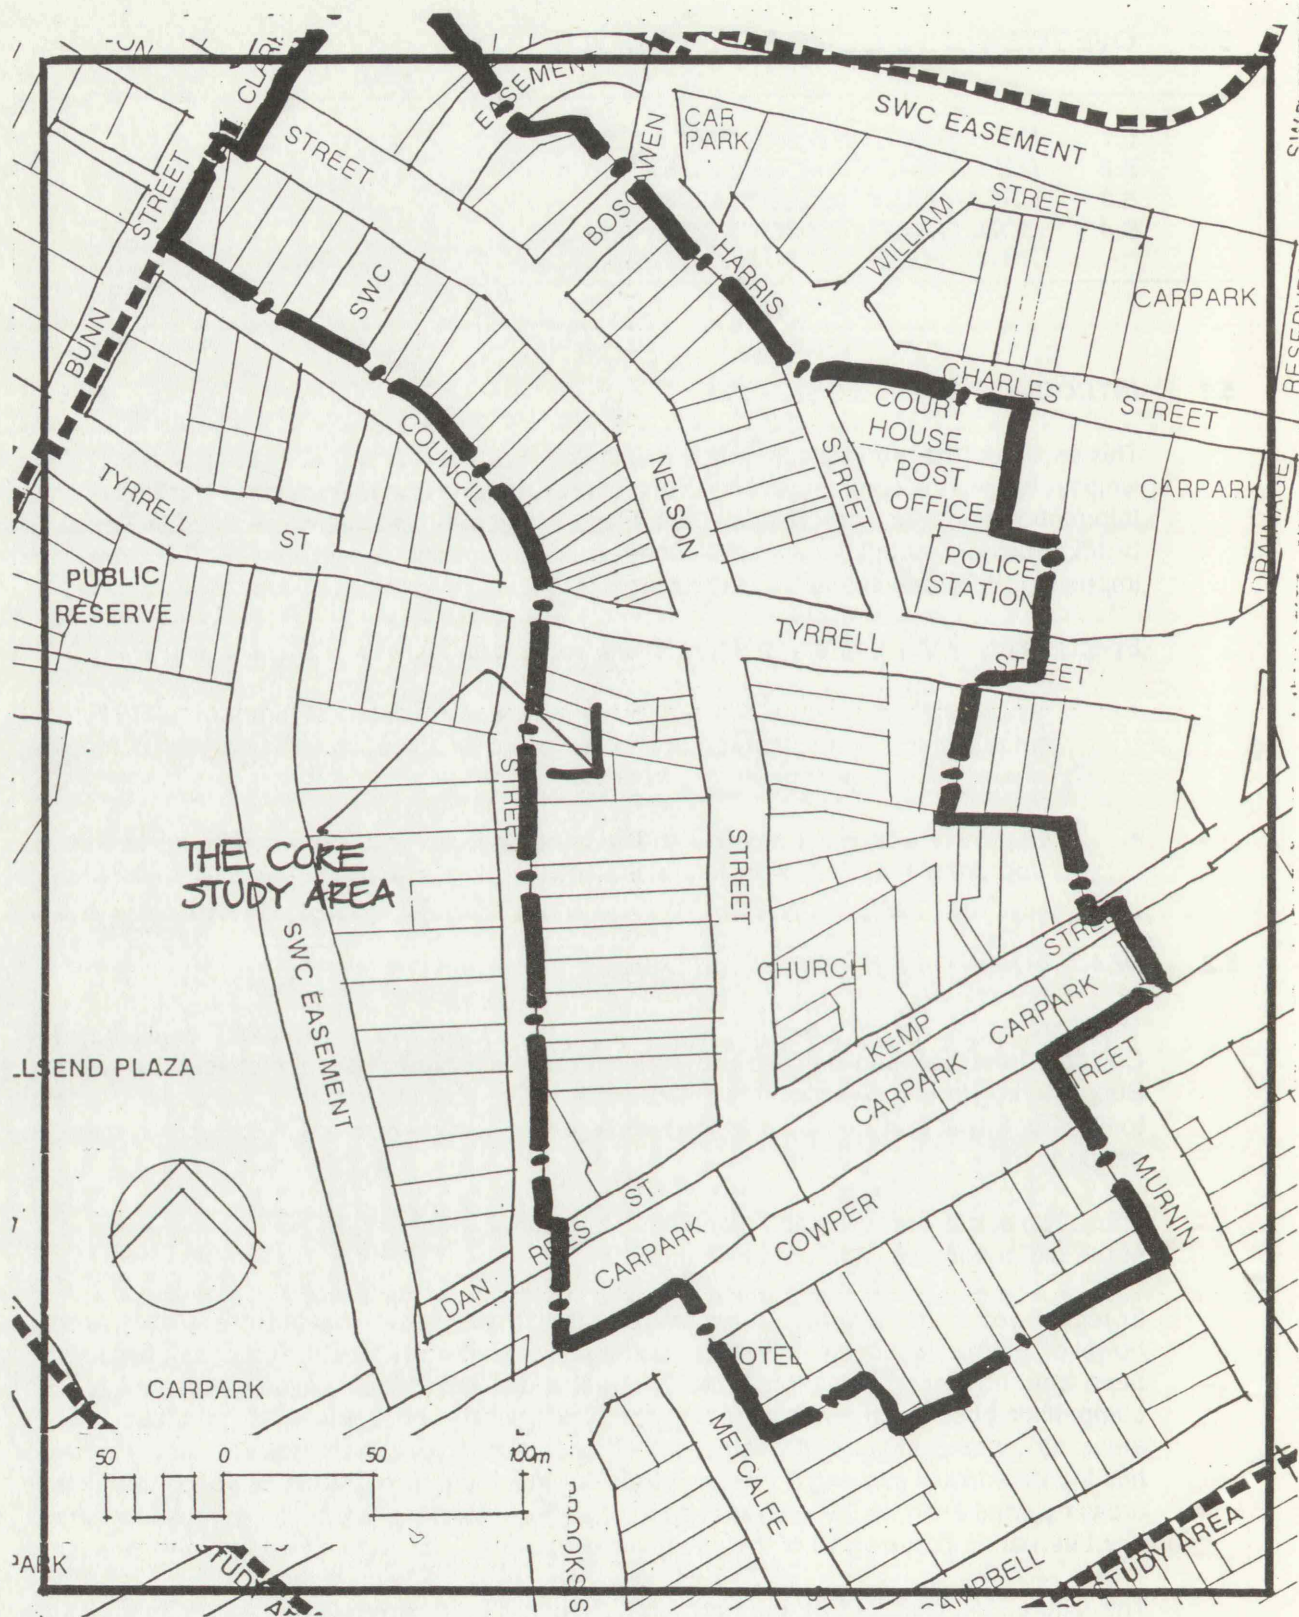 CLARK
EASEMENT
STREET
CAR
PARK
SWC EASEMENT
STREET
BOSCAWEN
WILLIAM
STREET
SWC
HARRIS
CARPARK
BUNN
RESERVE
CHARLES
STREET
COUNCIL
COURT
HOUSE
POST
OFFICE
STREET
NELSON
CARPARK
DRAINAGE
TYRRELL
ST
POLICE
STATION
PUBLIC
RESERVE
TYRRELL
STREET
STREET
STREET
THE CORE
STUDY AREA
SWC EASEMENT
CHURCH
STREET
KEMP
CARPARK
CARPARK
LSEND PLAZA
STREET
MURNIN
ST
COWPER
REES
CARPARK
DAN
HOTEL
CARPARK
METCALFE
50 0 50 100m
BROOKS
PARK
STUDY
CAMPBELL
STUDY AREA